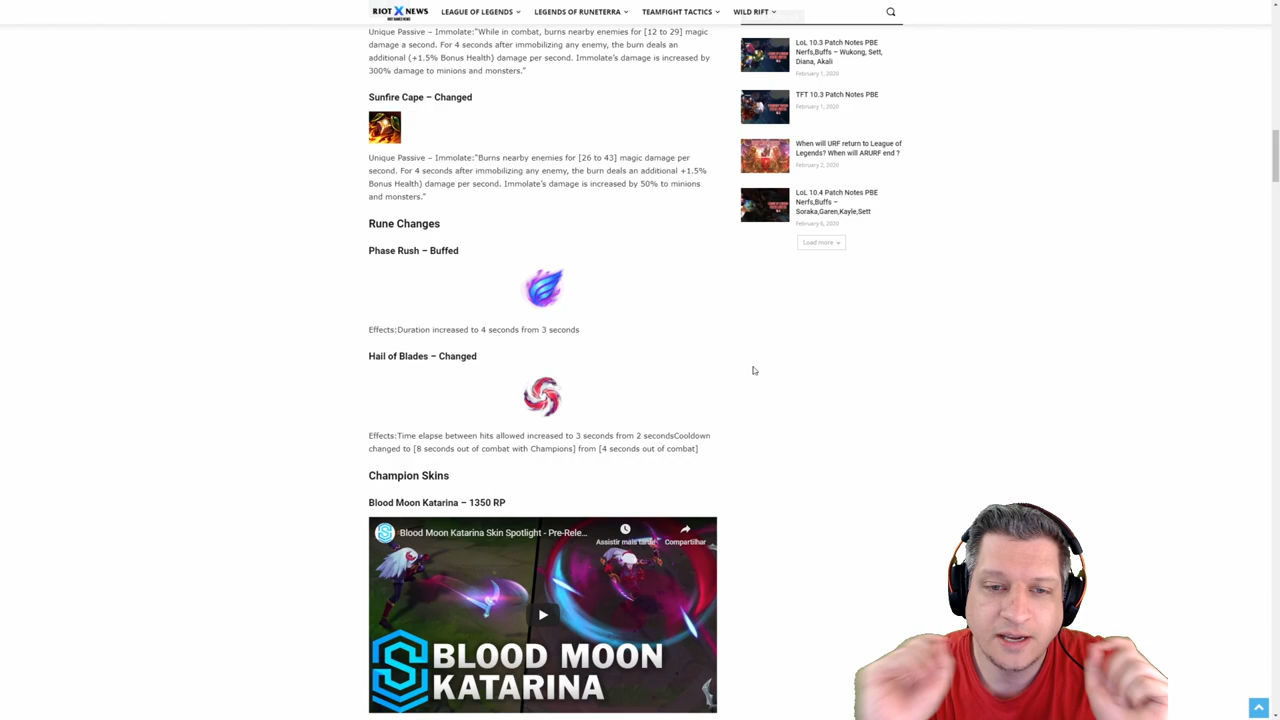 RIOT X NEWS
RIOT GAMES NEWS
LEAGUE OF LEGENDS
LEGENDS OF RUNETERRA
TEAMFIGHT TACTICS
WILD RIFT
Unique Passive – Immolate:“While in combat, burns nearby enemies for [12 to 29] magic
damage a second. For 4 seconds after immobilizing any enemy, the burn deals an
additional (+1.5% Bonus Health) damage per second. Immolate's damage is increased by
300% damage to minions and monsters.”
Sunfire Cape – Changed
Unique Passive – Immolate:“Burns nearby enemies for [26 to 43] magic damage per
second. For 4 seconds after immobilizing any enemy, the burn deals an additional +1.5%
Bonus Health) damage per second. Immolate's damage is increased by 50% to minions
and monsters.”
Rune Changes
Phase Rush – Buffed
Effects:Duration increased to 4 seconds from 3 seconds
Hail of Blades – Changed
Effects:Time elapse between hits allowed increased to 3 seconds from 2 secondsCooldown
changed to [8 seconds out of combat with Champions] from [4 seconds out of combat]
Champion Skins
Blood Moon Katarina – 1350 RP
Blood Moon Katarina Skin Spotlight - Pre-Rele...
Assistir mais tarde
Compartilhar
BLOOD MOON
KATARINA
LoL 10.3 Patch Notes PBE
Nerfs,Buffs – Wukong, Sett,
Diana, Akali
February 1, 2020
TFT 10.3 Patch Notes PBE
February 1, 2020
When will URF return to League of
Legends? When will ARURF end ?
February 2, 2020
LoL 10.4 Patch Notes PBE
Nerfs,Buffs –
Soraka,Garen,Kayle,Sett
February 6, 2020
Load more